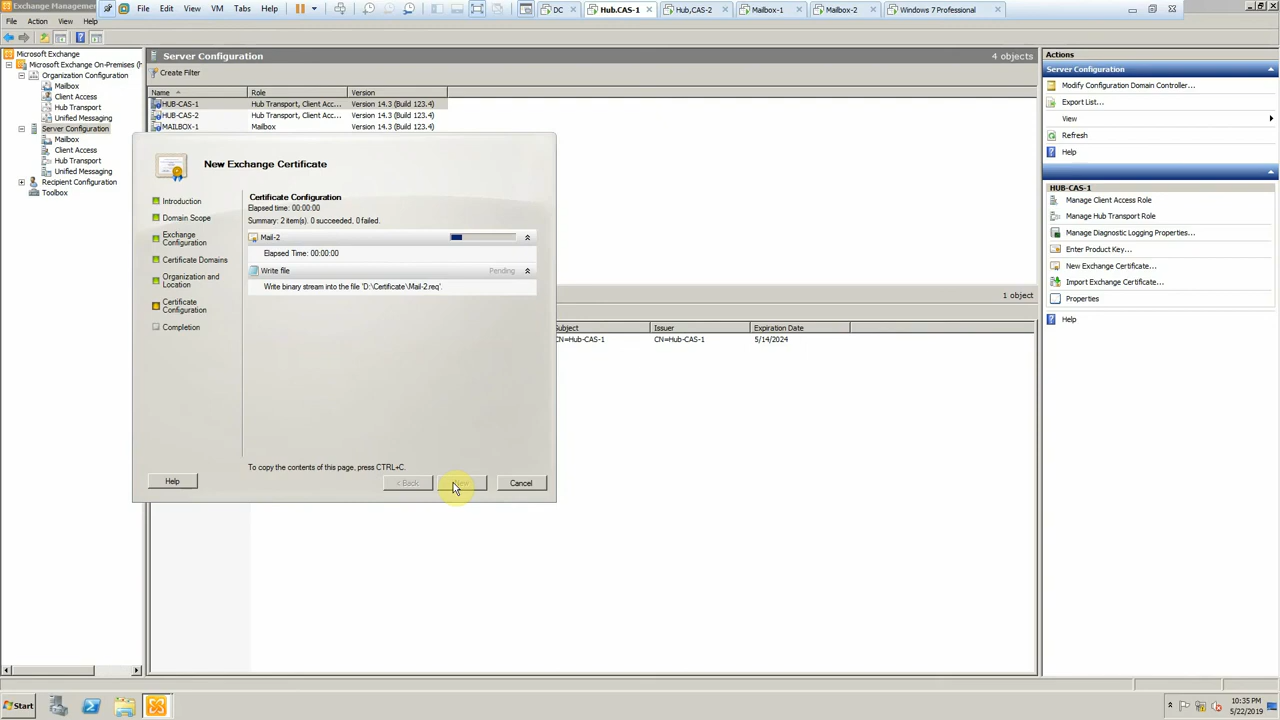 Exchange Management
File Edit View VM Tabs Help
DC
Hub.CAS-1
Hub,CAS-2
Mailbox-1
Mailbox-2
Windows 7 Professional
File Action View Help
Microsoft Exchange
Microsoft Exchange On-Premises (h
Organization Configuration
Mailbox
Client Access
Hub Transport
Unified Messaging
Server Configuration
Mailbox
Client Access
Hub Transport
Unified Messaging
Recipient Configuration
Toolbox
Server Configuration 4 objects
Create Filter
Name Role Version
HUB-CAS-1 Hub Transport, Client Acc... Version 14.3 (Build 123.4)
HUB-CAS-2 Hub Transport, Client Acc... Version 14.3 (Build 123.4)
MAILBOX-1 Mailbox Version 14.3 (Build 123.4)
New Exchange Certificate
Introduction
Domain Scope
Exchange
Configuration
Certificate Domains
Organization and
Location
Certificate
Configuration
Completion
Certificate Configuration
Elapsed time: 00:00:00
Summary: 2 item(s). 0 succeeded, 0 failed.
Mail-2
Elapsed Time: 00:00:00
Write file Pending
Write binary stream into the file 'D:\Certificate\Mail-2.req'.
To copy the contents of this page, press CTRL+C.
Help < Back Cancel
1 object
Subject Issuer Expiration Date
CN=Hub-CAS-1 CN=Hub-CAS-1 5/14/2024
Actions
Server Configuration
Modify Configuration Domain Controller...
Export List...
View
Refresh
Help
HUB-CAS-1
Manage Client Access Role
Manage Hub Transport Role
Manage Diagnostic Logging Properties...
Enter Product Key...
New Exchange Certificate...
Import Exchange Certificate...
Properties
Help
Start
10:35 PM
5/22/2019